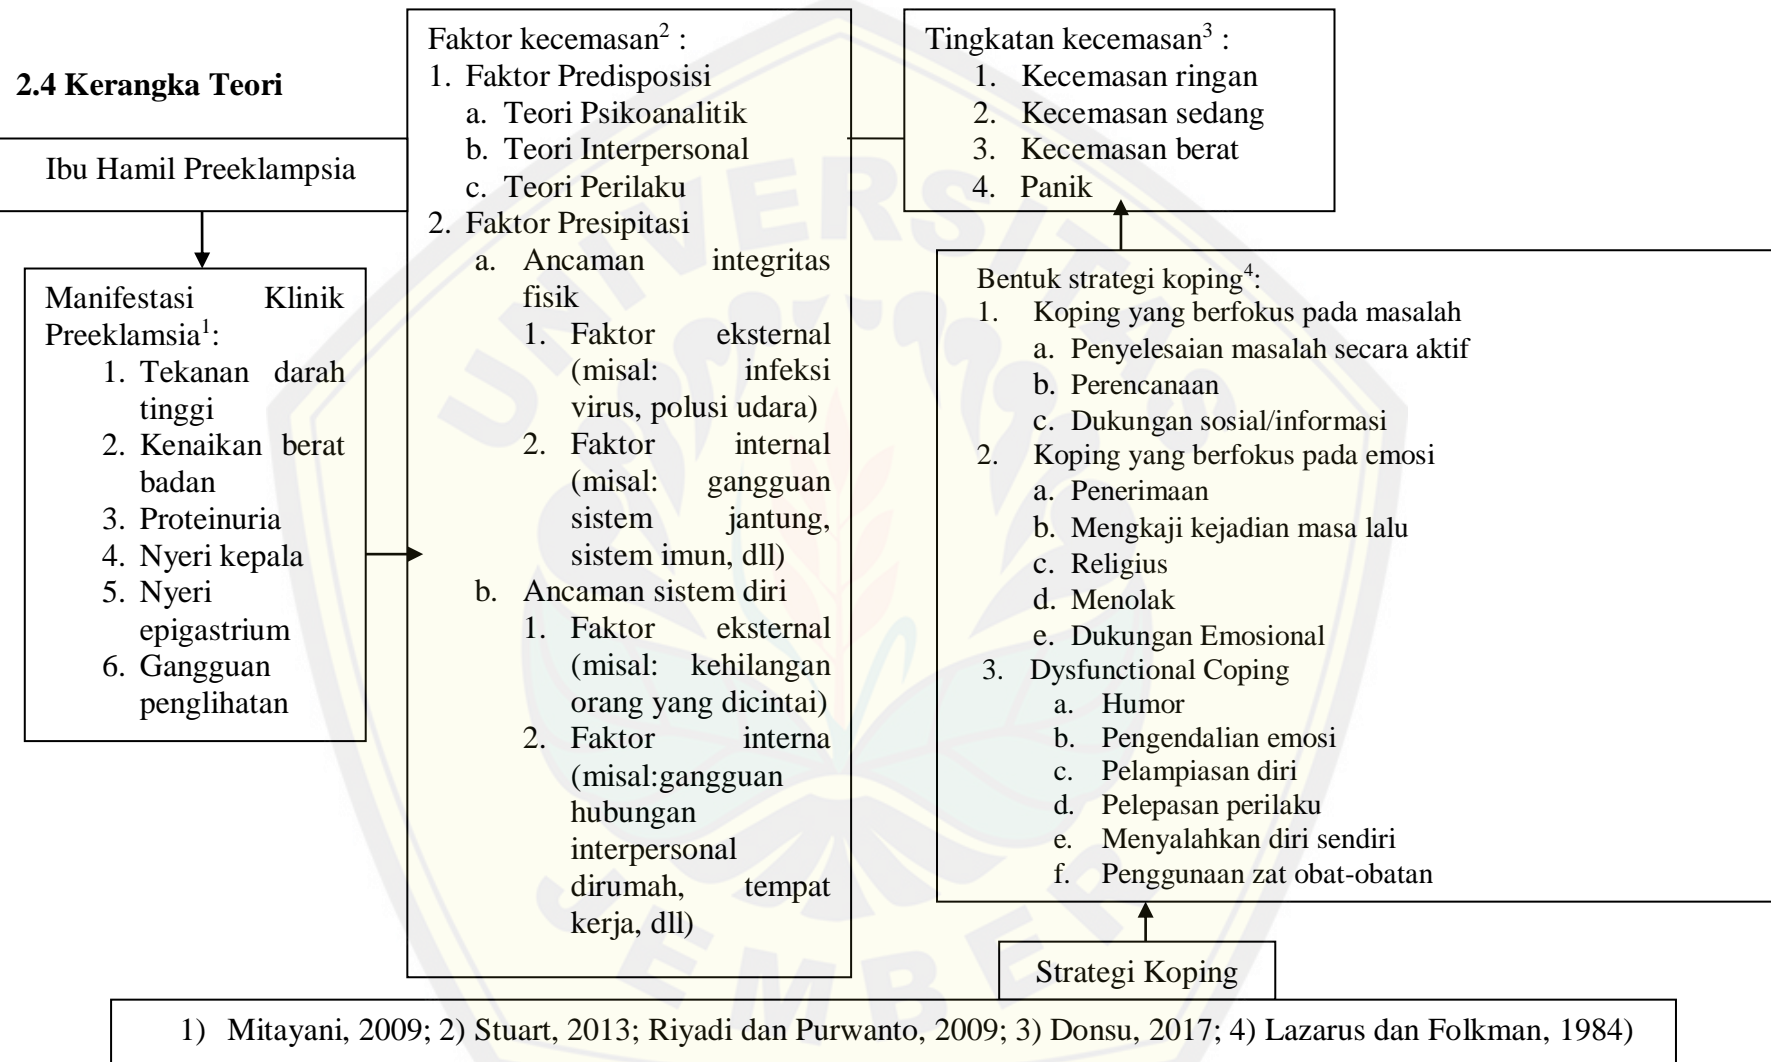 2.4 Kerangka Teori
Ibu Hamil Preeklampsia
Manifestasi Klinik
Preeklamsia1:
1. Tekanan darah
tinggi
2. Kenaikan berat
badan
3. Proteinuria
4. Nyeri kepala
5. Nyeri
epigastrium
6. Gangguan
penglihatan
Faktor kecemasan2 :
1. Faktor Predisposisi
a. Teori Psikoanalitik
b. Teori Interpersonal
c. Teori Perilaku
2. Faktor Presipitasi
a. Ancaman integritas
fisik
1. Faktor eksternal
(misal: infeksi
virus, polusi udara)
2. Faktor internal
(misal: gangguan
sistem jantung,
sistem imun, dll)
b. Ancaman sistem diri
1. Faktor eksternal
(misal: kehilangan
orang yang dicintai)
2. Faktor interna
(misal:gangguan
hubungan
interpersonal
dirumah, tempat
kerja, dll)
Tingkatan kecemasan3 :
1. Kecemasan ringan
2. Kecemasan sedang
3. Kecemasan berat
4. Panik
Bentuk strategi koping4:
1. Koping yang berfokus pada masalah
a. Penyelesaian masalah secara aktif
b. Perencanaan
c. Dukungan sosial/informasi
2. Koping yang berfokus pada emosi
a. Penerimaan
b. Mengkaji kejadian masa lalu
c. Religius
d. Menolak
e. Dukungan Emosional
3. Dysfunctional Coping
a. Humor
b. Pengendalian emosi
c. Pelampiasan diri
d. Pelepasan perilaku
e. Menyalahkan diri sendiri
f. Penggunaan zat obat-obatan
Strategi Koping
1) Mitayani, 2009; 2) Stuart, 2013; Riyadi dan Purwanto, 2009; 3) Donsu, 2017; 4) Lazarus dan Folkman, 1984)
UNIVERSITAS
JEMBER